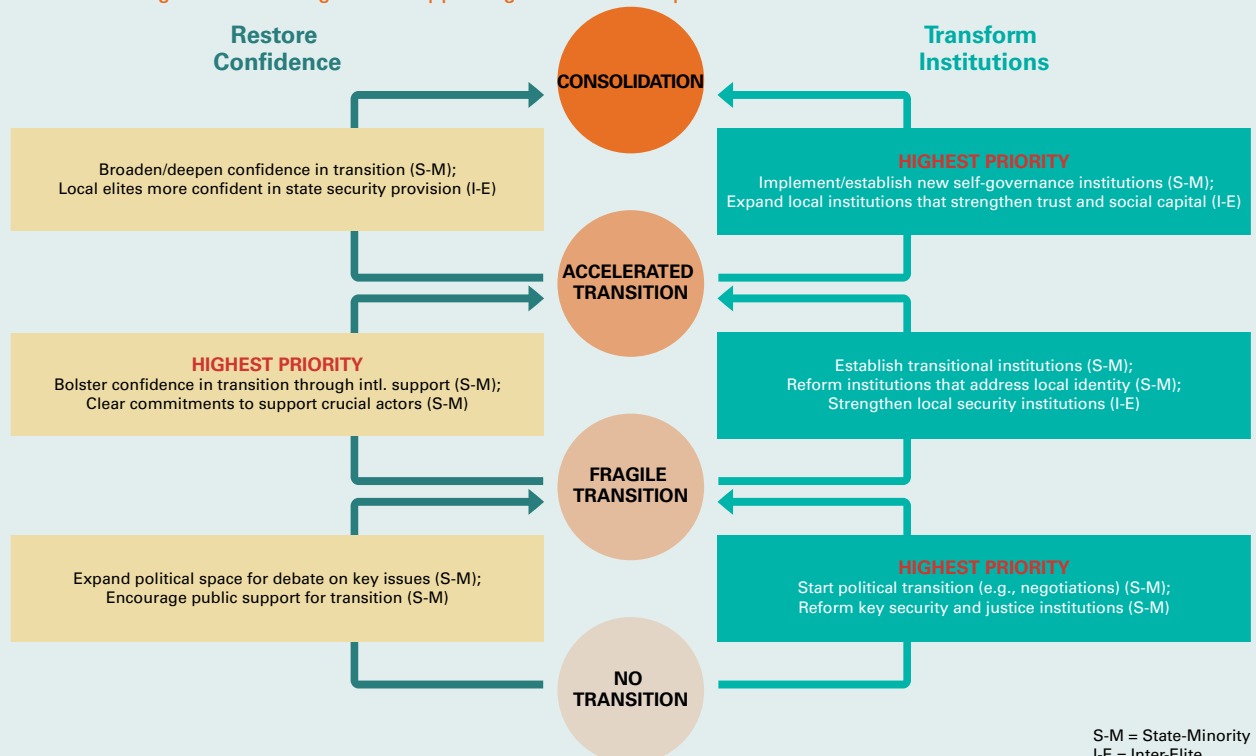 Restore
Confidence
Transform
Institutions
CONSOLIDATION
Broaden/deepen confidence in transition (S-M);
Local elites more confident in state security provision (I-E)
HIGHEST PRIORITY
Implement/establish new self-governance institutions (S-M);
Expand local institutions that strengthen trust and social capital (I-E)
ACCELERATED
TRANSITION
HIGHEST PRIORITY
Bolster confidence in transition through intl. support (S-M);
Clear commitments to support crucial actors (S-M)
Establish transitional institutions (S-M);
Reform institutions that address local identity (S-M);
Strengthen local security institutions (I-E)
FRAGILE
TRANSITION
Expand political space for debate on key issues (S-M);
Encourage public support for transition (S-M)
HIGHEST PRIORITY
Start political transition (e.g., negotiations) (S-M);
Reform key security and justice institutions (S-M)
NO
TRANSITION
S-M = State-Minority
I-E = Inter-Elite